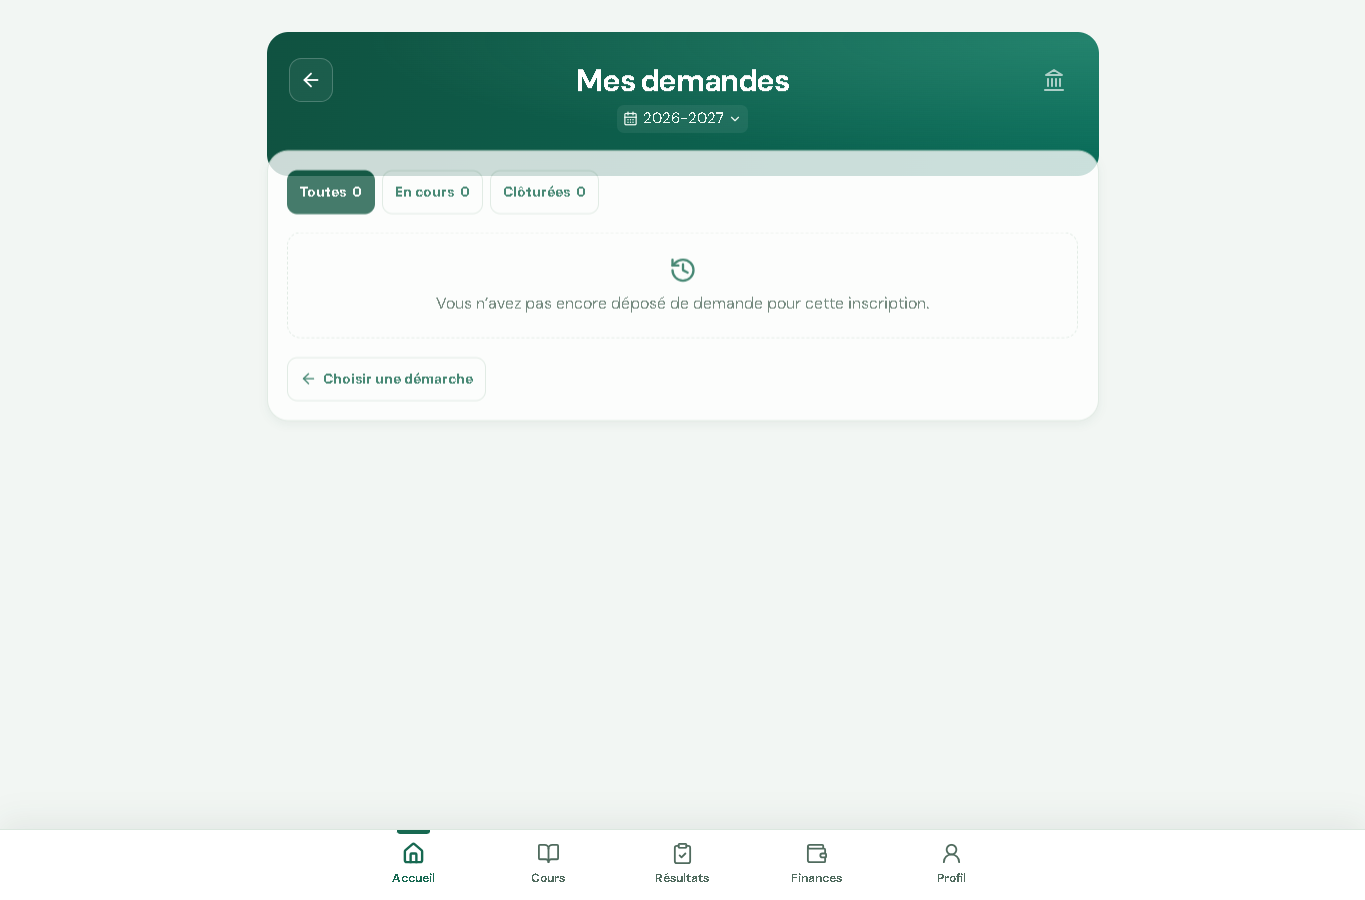 Mes demandes
2026-2027
Toutes 0 En cours 0 Clôturées 0
Vous n'avez pas encore déposé de demande pour cette inscription.
Choisir une démarche
Accueil Cours Résultats Finances Profil